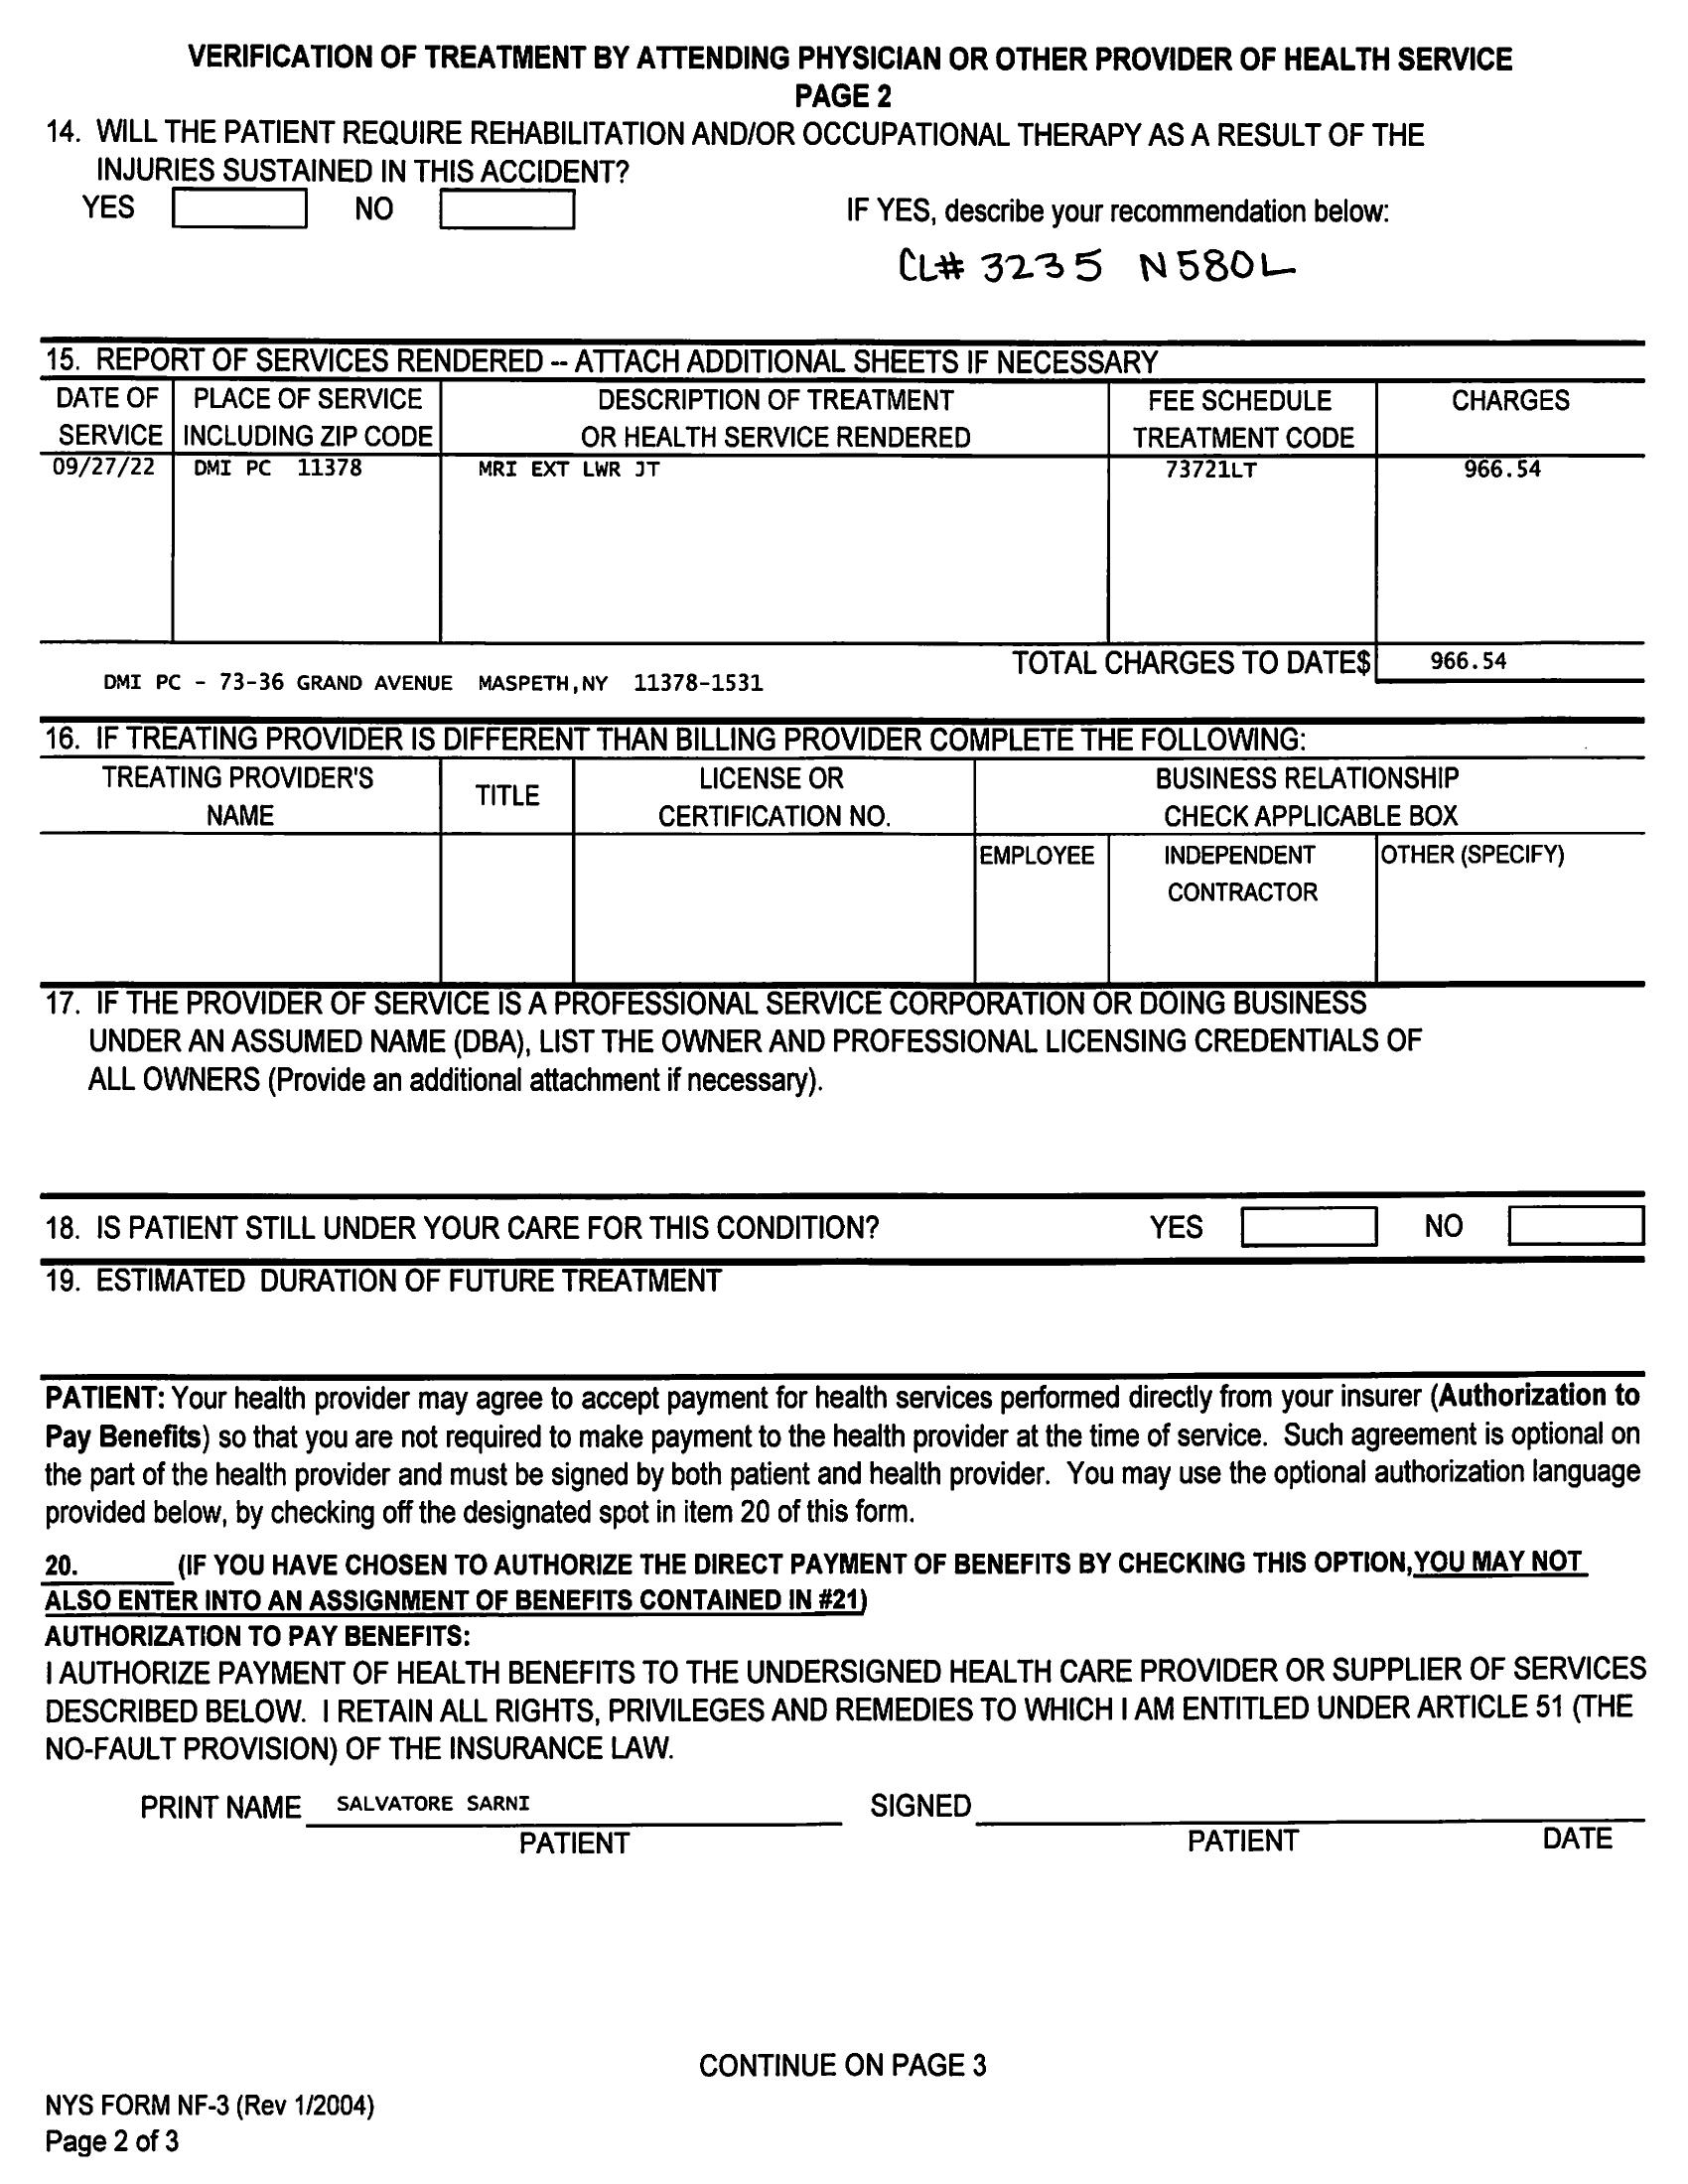 VERIFICATION OF TREATMENT BY ATTENDING PHYSICIAN OR OTHER PROVIDER OF HEALTH SERVICE
PAGE 2
14. WILL THE PATIENT REQUIRE REHABILITATION AND/OR OCCUPATIONAL THERAPY AS A RESULT OF THE
INJURIES SUSTAINED IN THIS ACCIDENT?
YES NO IF YES, describe your recommendation below:
CL# 3235 N580L
15. REPORT OF SERVICES RENDERED -- ATTACH ADDITIONAL SHEETS IF NECESSARY
DATE OF PLACE OF SERVICE DESCRIPTION OF TREATMENT FEE SCHEDULE CHARGES
SERVICE INCLUDING ZIP CODE OR HEALTH SERVICE RENDERED TREATMENT CODE
09/27/22 DMI PC 11378 MRI EXT LWR JT 73721LT 966.54
TOTAL CHARGES TO DATE$ 966.54
DMI PC - 73-36 GRAND AVENUE MASPETH,NY 11378-1531
16. IF TREATING PROVIDER IS DIFFERENT THAN BILLING PROVIDER COMPLETE THE FOLLOWING:
TREATING PROVIDER'S TITLE LICENSE OR BUSINESS RELATIONSHIP
NAME CERTIFICATION NO. CHECK APPLICABLE BOX
EMPLOYEE INDEPENDENT OTHER (SPECIFY)
CONTRACTOR
17. IF THE PROVIDER OF SERVICE IS A PROFESSIONAL SERVICE CORPORATION OR DOING BUSINESS
UNDER AN ASSUMED NAME (DBA), LIST THE OWNER AND PROFESSIONAL LICENSING CREDENTIALS OF
ALL OWNERS (Provide an additional attachment if necessary).
18. IS PATIENT STILL UNDER YOUR CARE FOR THIS CONDITION? YES NO
19. ESTIMATED DURATION OF FUTURE TREATMENT
PATIENT: Your health provider may agree to accept payment for health services performed directly from your insurer (Authorization to
Pay Benefits) so that you are not required to make payment to the health provider at the time of service. Such agreement is optional on
the part of the health provider and must be signed by both patient and health provider. You may use the optional authorization language
provided below, by checking off the designated spot in item 20 of this form.
20. (IF YOU HAVE CHOSEN TO AUTHORIZE THE DIRECT PAYMENT OF BENEFITS BY CHECKING THIS OPTION,YOU MAY NOT
ALSO ENTER INTO AN ASSIGNMENT OF BENEFITS CONTAINED IN #21)
AUTHORIZATION TO PAY BENEFITS:
I AUTHORIZE PAYMENT OF HEALTH BENEFITS TO THE UNDERSIGNED HEALTH CARE PROVIDER OR SUPPLIER OF SERVICES
DESCRIBED BELOW. I RETAIN ALL RIGHTS, PRIVILEGES AND REMEDIES TO WHICH I AM ENTITLED UNDER ARTICLE 51 (THE
NO-FAULT PROVISION) OF THE INSURANCE LAW.
PRINT NAME SALVATORE SARNI SIGNED
PATIENT PATIENT DATE
CONTINUE ON PAGE 3
NYS FORM NF-3 (Rev 1/2004)
Page 2 of 3